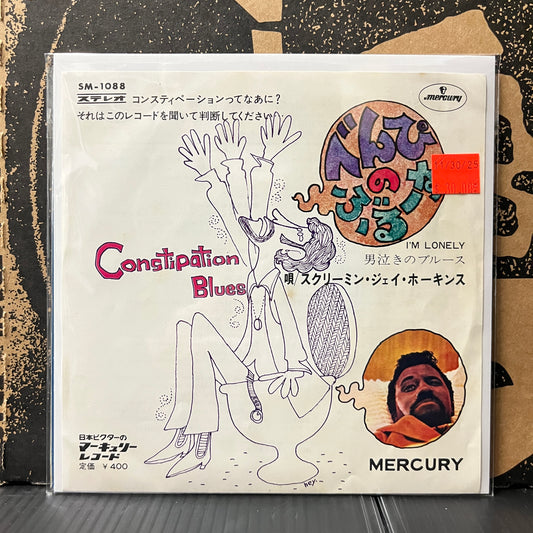 SM-1088
ステレオ コンスティペーションってなあに?
それはこのレコードを聞いて判断してください
mercury
べんぴ
の
ぶるーす
11/30/25
I'M LONELY
男泣きのブルース
唄/スクリーミン・ジェイ・ホーキンス
Constipation
Blues
日本ビクターの
マーキュリー
レコード
定価 ¥400
hey.
MERCURY